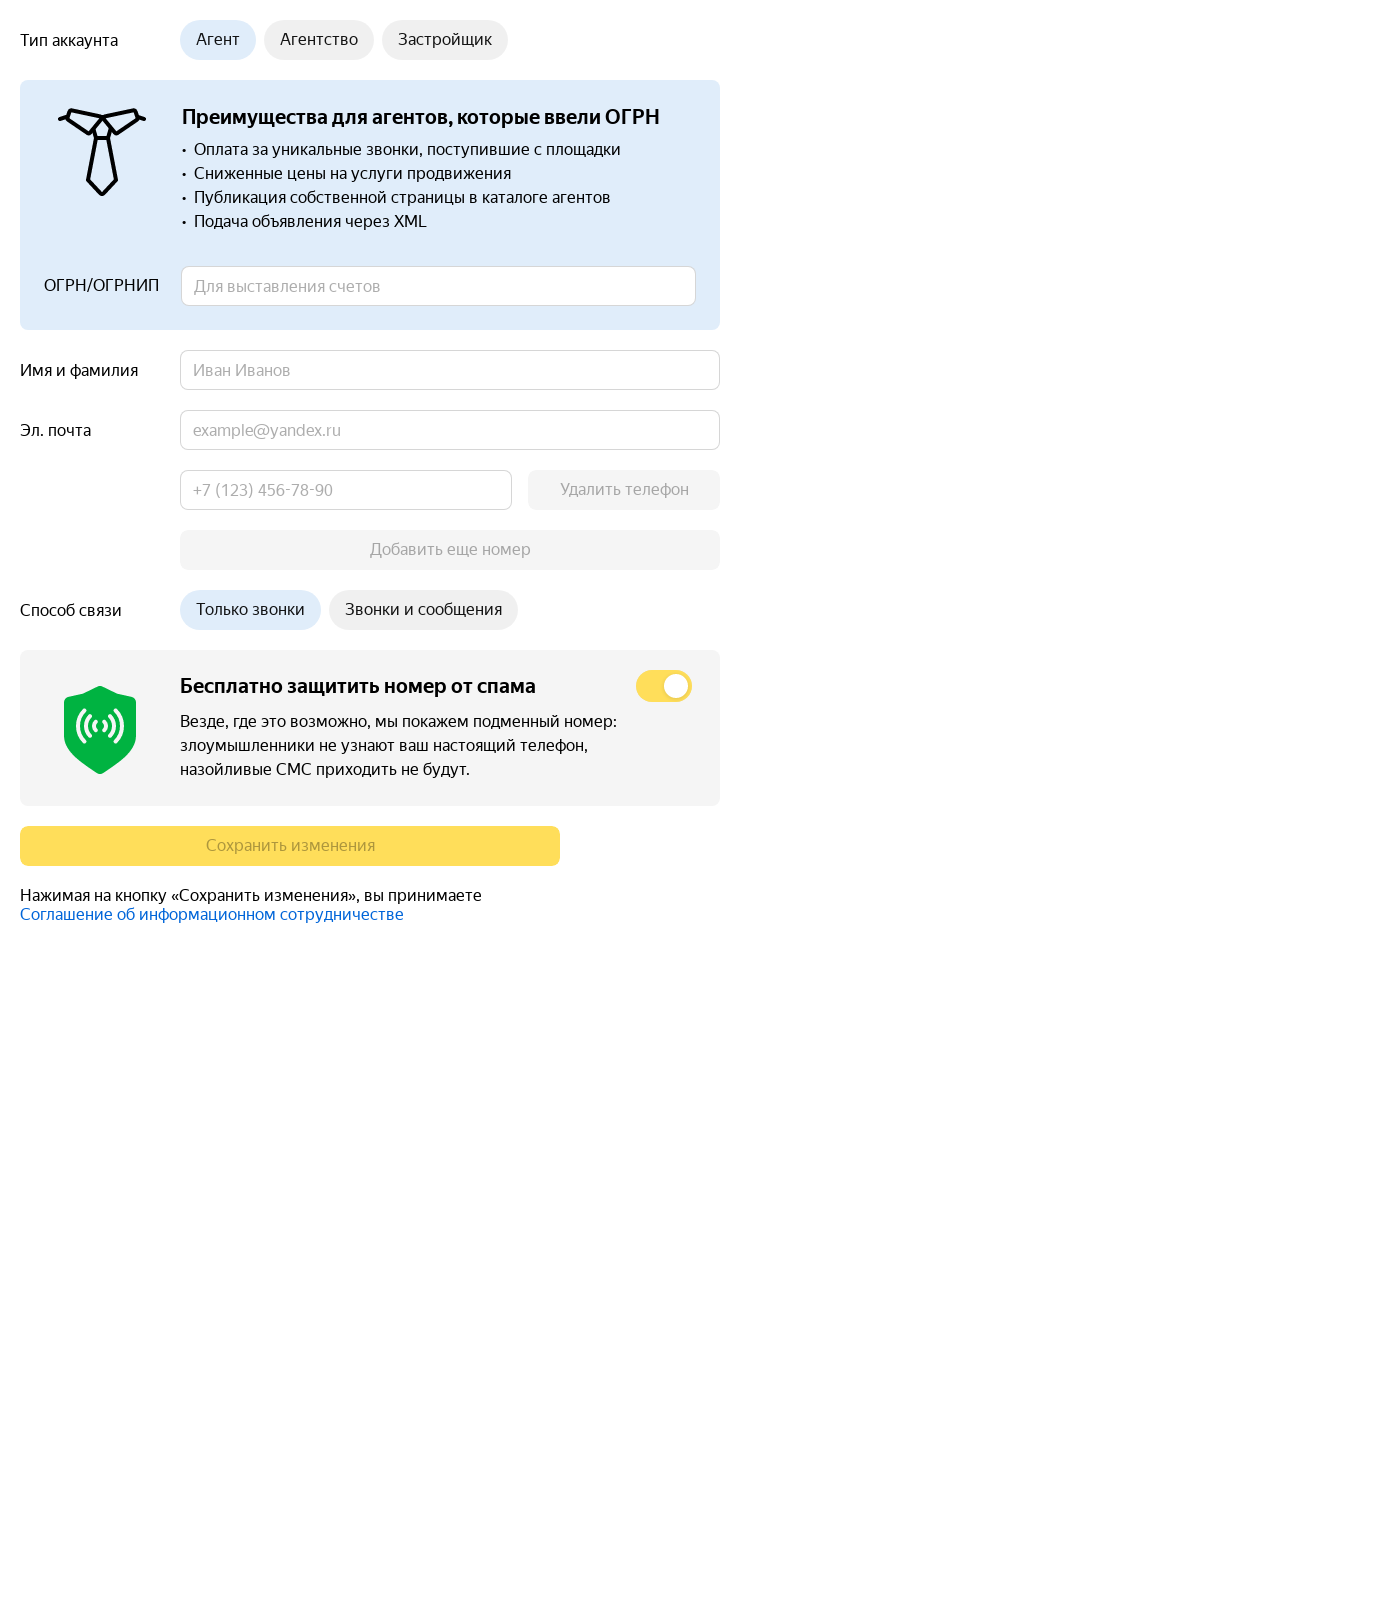 Тип аккаунта
Агент
Агентство
Застройщик
Преимущества для агентов, которые ввели ОГРН
• Оплата за уникальные звонки, поступившие с площадки
• Сниженные цены на услуги продвижения
• Публикация собственной страницы в каталоге агентов
• Подача объявления через XML
ОГРН/ОГРНИП
Для выставления счетов
Имя и фамилия
Иван Иванов
Эл. почта
example@yandex.ru
+7 (123) 456-78-90
Удалить телефон
Добавить еще номер
Способ связи
Только звонки
Звонки и сообщения
Бесплатно защитить номер от спама
Везде, где это возможно, мы покажем подменный номер:
злоумышленники не узнают ваш настоящий телефон,
назойливые СМС приходить не будут.
Сохранить изменения
Нажимая на кнопку «Сохранить изменения», вы принимаете
Соглашение об информационном сотрудничестве